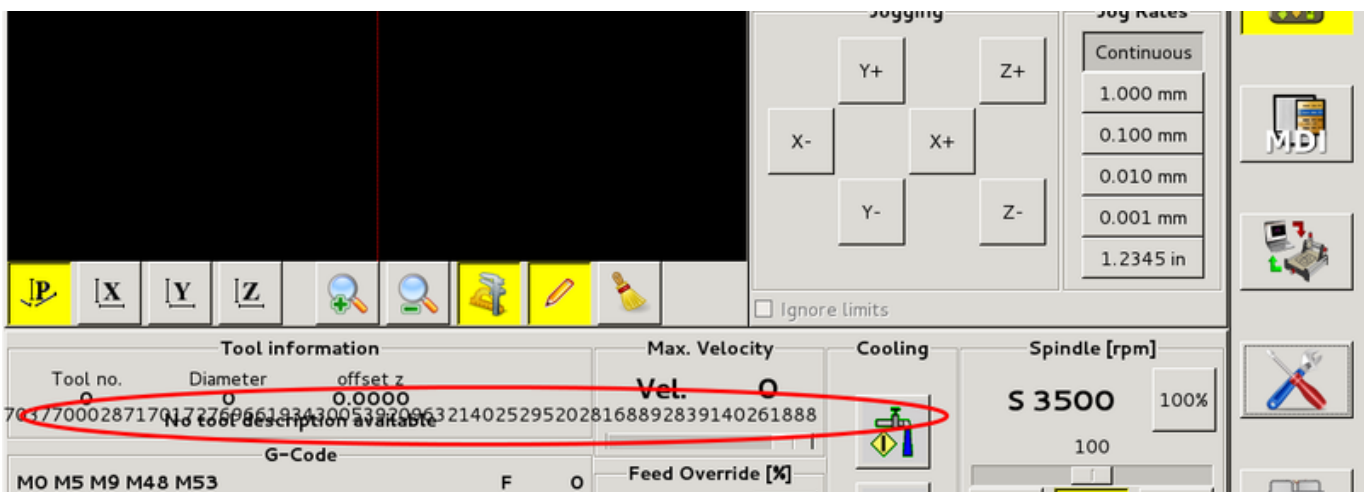 Jogging
Jog Rates
Continuous
Y+
Z+
1.000 mm
X-
X+
0.100 mm
MDI
0.010 mm
Y-
Z-
0.001 mm
1.2345 in
P
X
Y
Z
Ignore limits
Tool information
Max. Velocity
Cooling
Spindle [rpm]
Tool no.
Diameter
offset z
0
0
0.0000
Vel.
0
S 3500
100%
No tool description available
100
G-Code
Feed Override [%]
M0 M5 M9 M48 M53
F
0